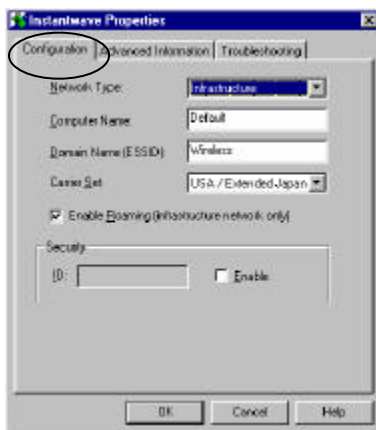 Instantwave Properties
Configuration Advanced Information Troubleshooting
Network Type: Infrastructure
Computer Name: Default
Domain Name (ESSID): Wireless
Carrier Set: USA / Extended Japan
Enable Roaming (infrastructure network only)
Security
ID: Enable
OK Cancel Help